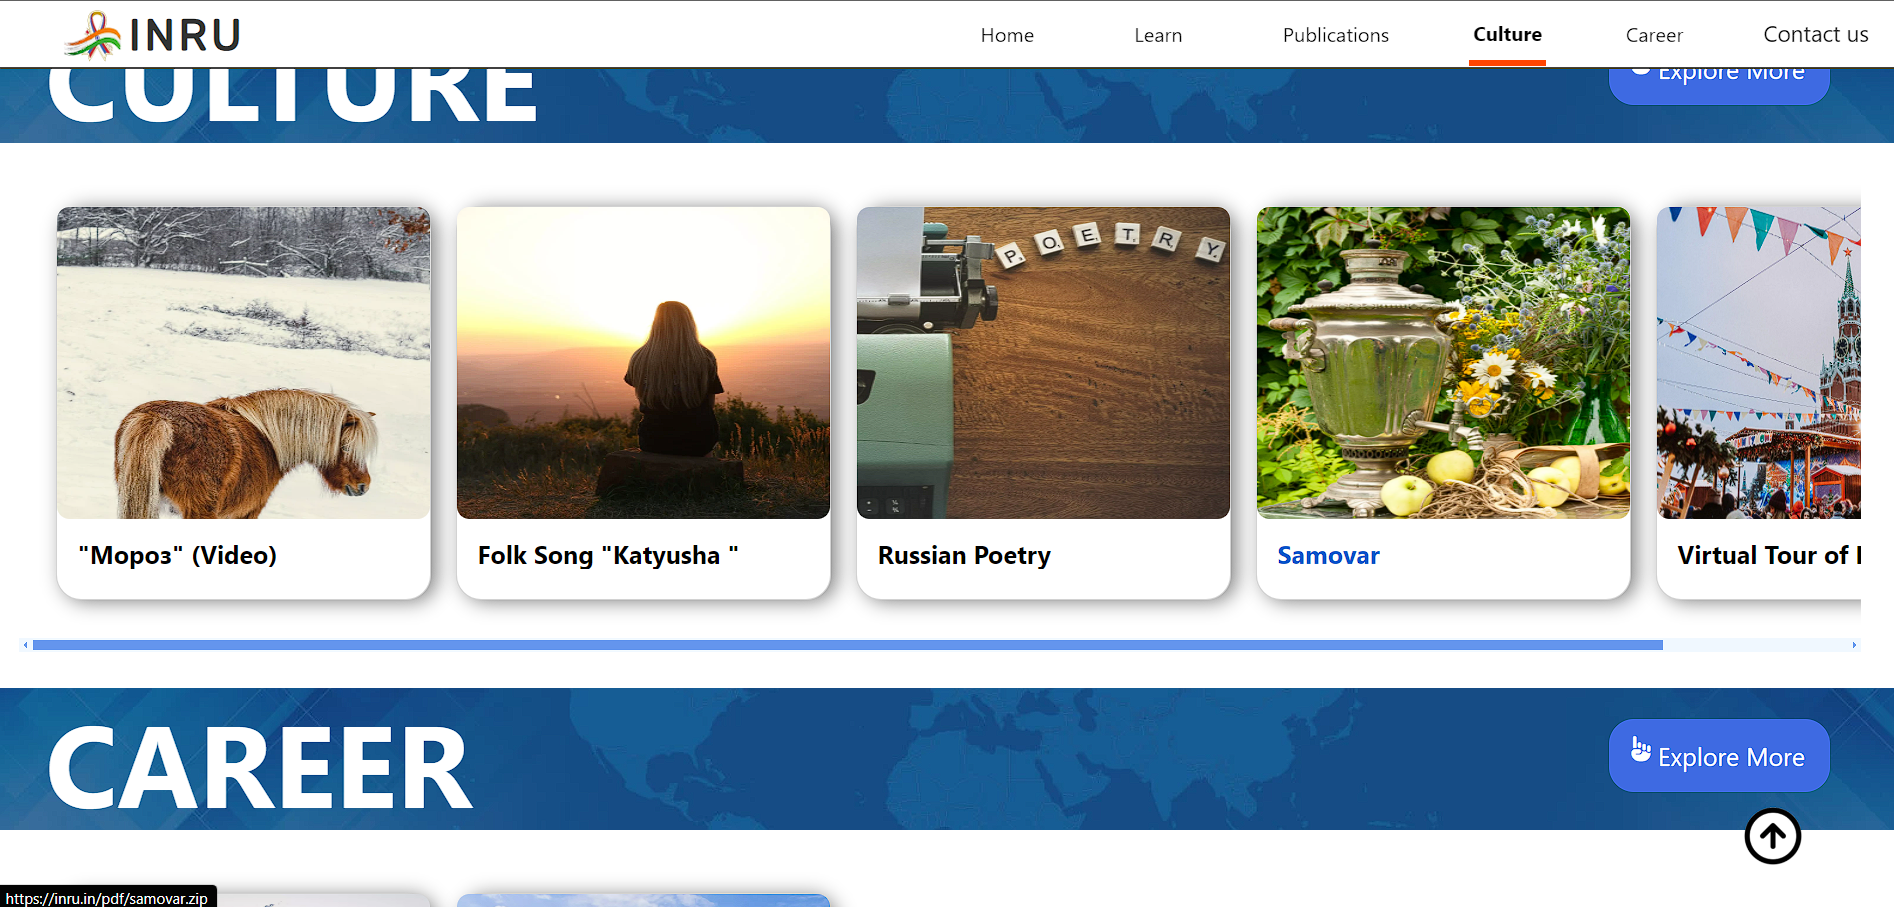 INRU
Home
Learn
Publications
Culture
Career
Contact us
CULTURE
Explore More
POETRY
"Мороз" (Video)
Folk Song "Katyusha "
Russian Poetry
Samovar
Virtual Tour of
CAREER
Explore More
https://inru.in/pdf/samovar.zip